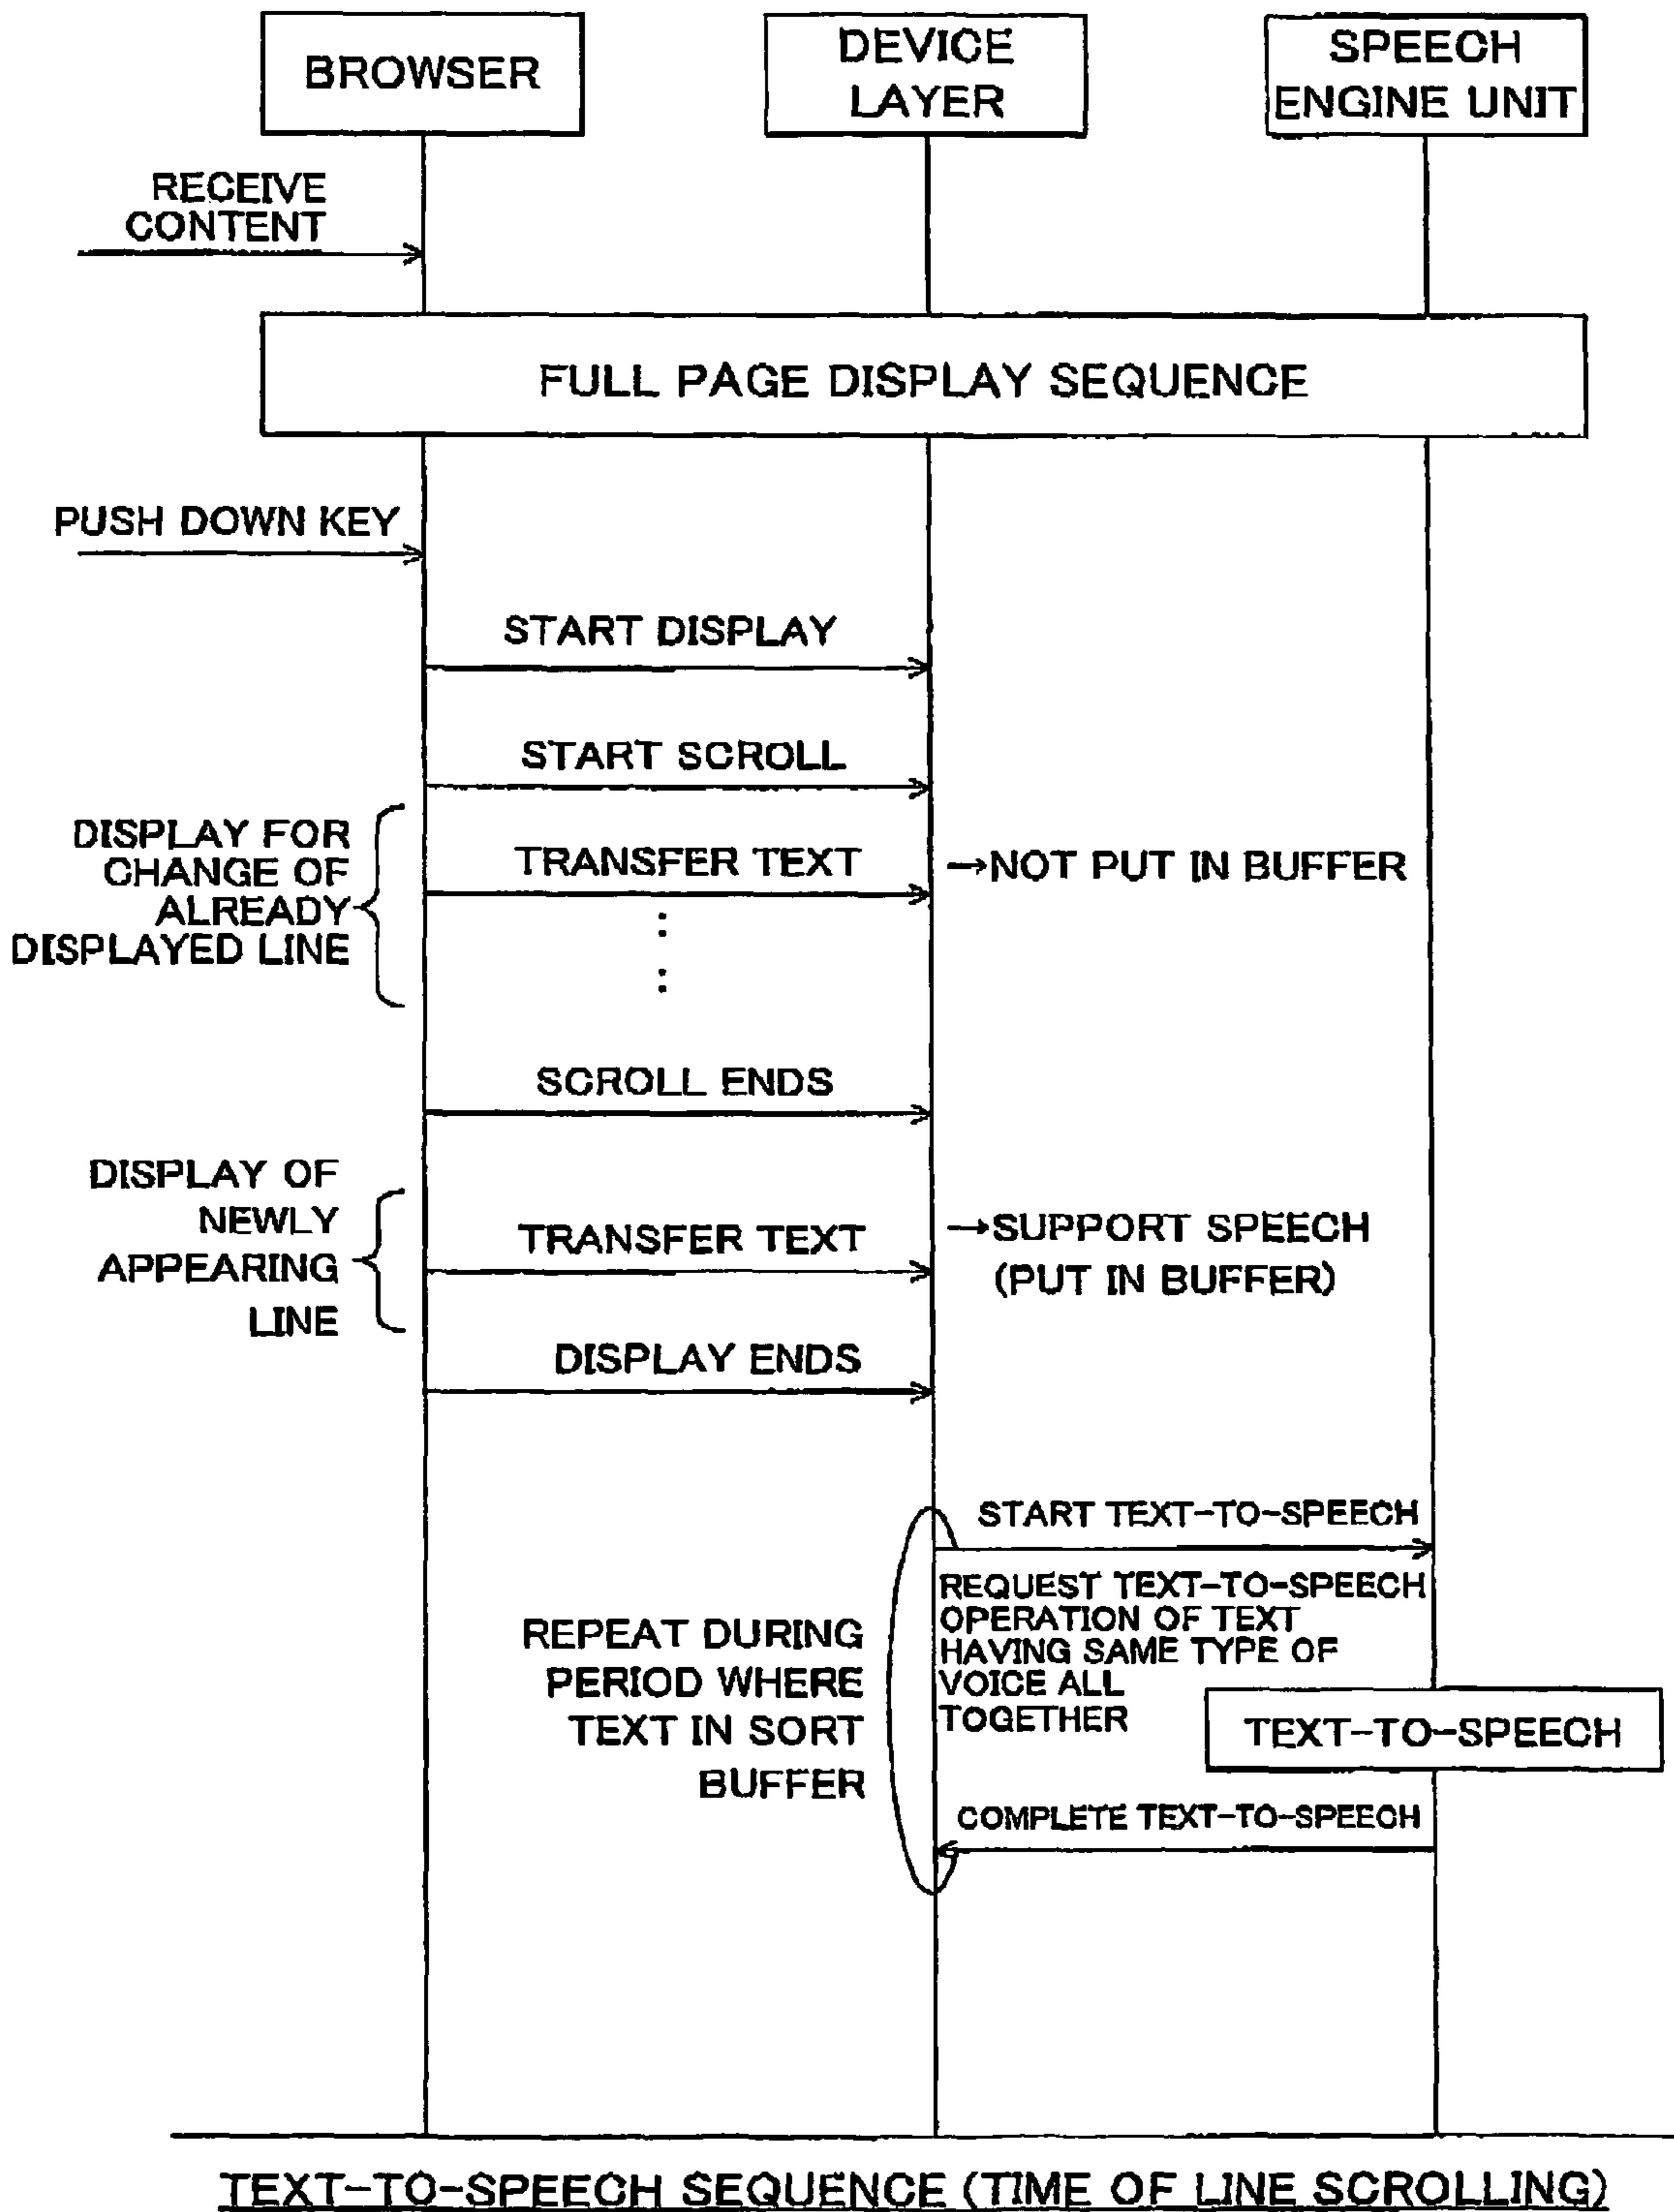 BROWSER
DEVICE
LAYER
SPEECH
ENGINE UNIT
RECEIVE
CONTENT
FULL PAGE DISPLAY SEQUENCE
PUSH DOWN KEY
START DISPLAY
START SCROLL
DISPLAY FOR
CHANGE OF
ALREADY
DISPLAYED LINE
TRANSFER TEXT
→NOT PUT IN BUFFER
SCROLL ENDS
DISPLAY OF
NEWLY
APPEARING
LINE
TRANSFER TEXT
→SUPPORT SPEECH
(PUT IN BUFFER)
DISPLAY ENDS
START TEXT-TO-SPEECH
REQUEST TEXT-TO-SPEECH
OPERATION OF TEXT
HAVING SAME TYPE OF
VOICE ALL
TOGETHER
REPEAT DURING
PERIOD WHERE
TEXT IN SORT
BUFFER
TEXT-TO-SPEECH
COMPLETE TEXT-TO-SPEECH
TEXT-TO-SPEECH SEQUENCE (TIME OF LINE SCROLLING)